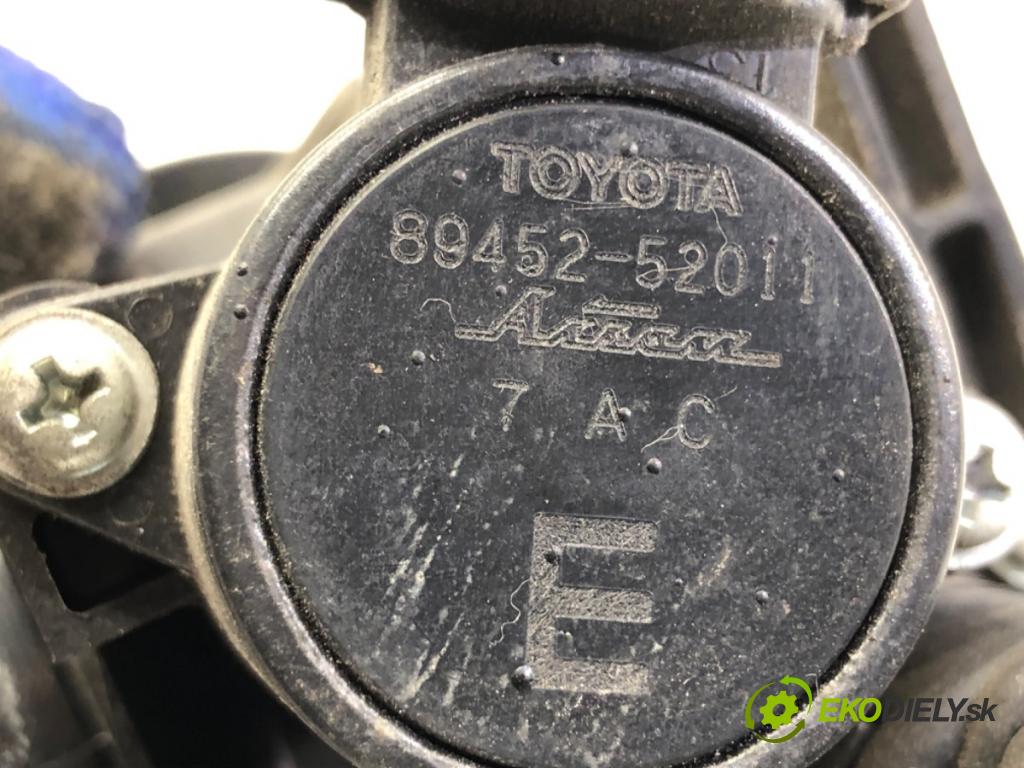 TOYOTA
89452-52011
Aisan
7 A C
E
EKODIELY.sk